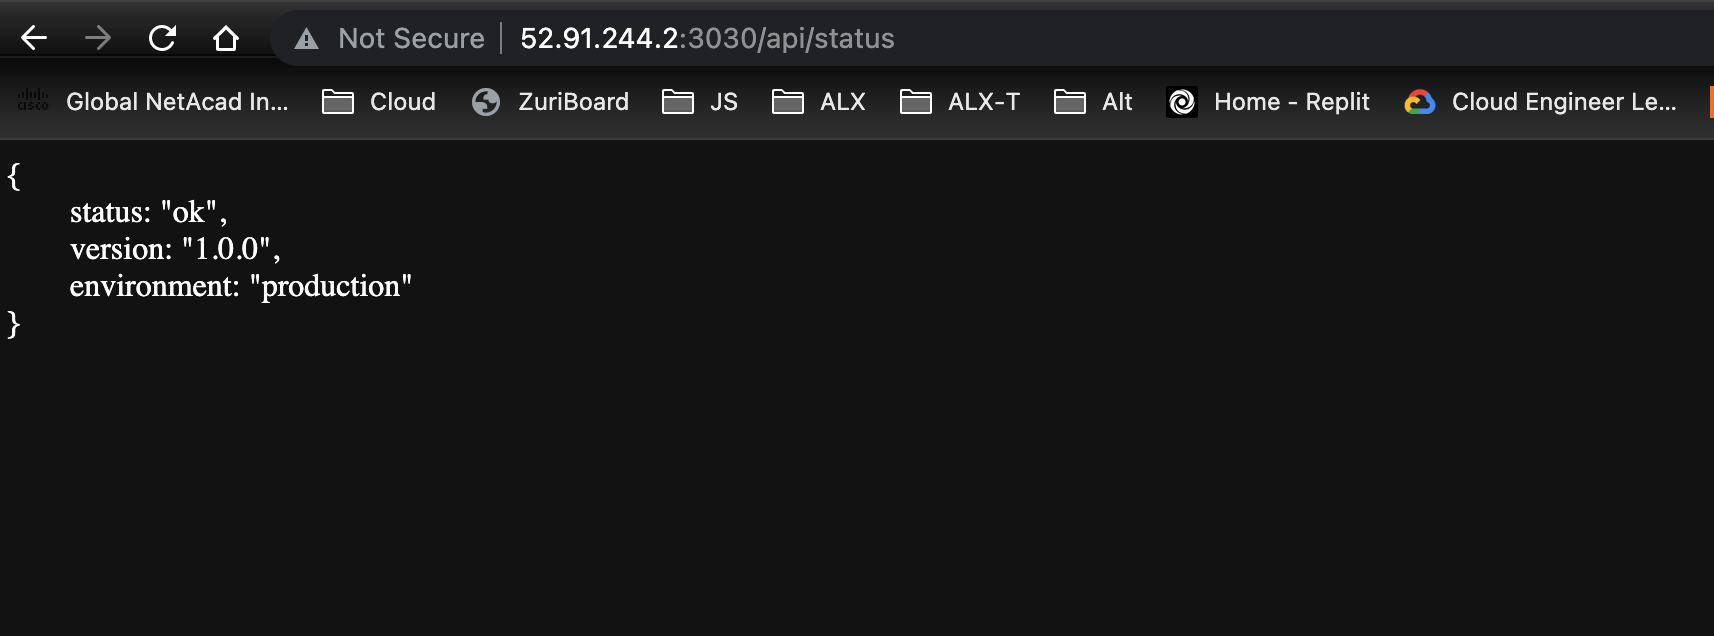 Not Secure 52.91.244.2:3030/api/status
CISCO Global NetAcad In... Cloud ZuriBoard JS ALX ALX-T Alt Home - Replit Cloud Engineer Le...
{
status: "ok",
version: "1.0.0",
environment: "production"
}